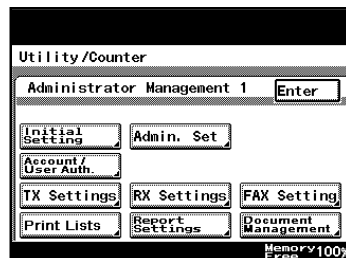 Utility/Counter
Administrator Management 1
Enter
Initial
Setting
Admin. Set
Account/
User Auth.
TX Settings
RX Settings
FAX Setting
Print Lists
Report
Settings
Document
Management
Memory
Free
100%